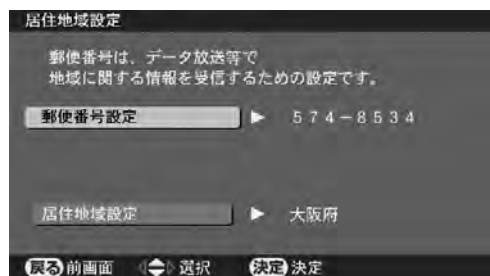 居住地域設定
郵便番号は、データ放送等で
地域に関する情報を受信するための設定です。
郵便番号設定 ▶ 574-8534
居住地域設定 ▶ 大阪府
戻る 前画面 選択 決定 決定